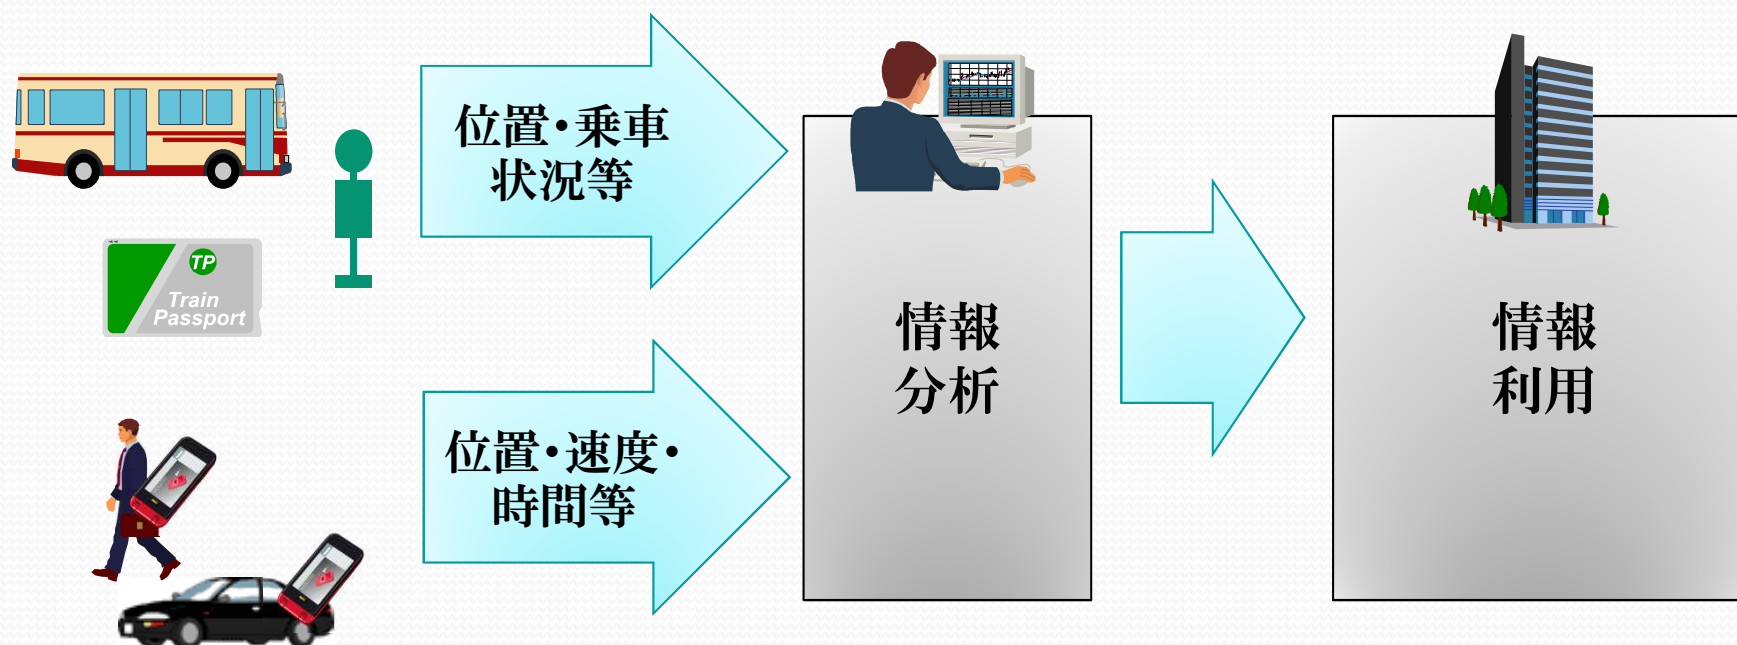 位置・乗車
状況等
TP
Train
Passport
情報
分析
情報
利用
位置・速度・
時間等